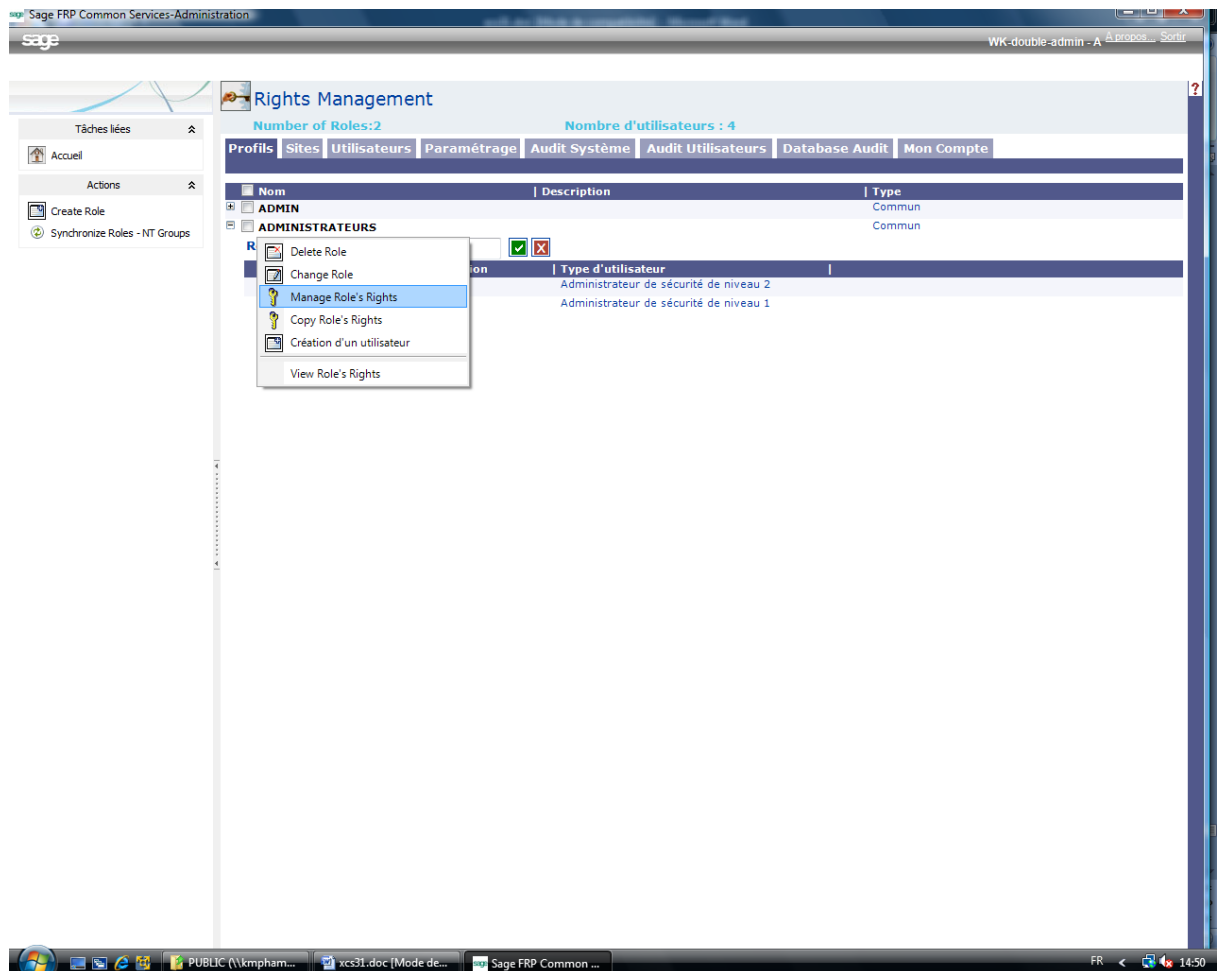 Sage FRP Common Services-Administration
sage
WK-double-admin - A A propos... Sortir
Rights Management
?
Number of Roles:2 Nombre d'utilisateurs : 4
Tâches liées
Accueil
Actions
Create Role
Synchronize Roles - NT Groups
Profils Sites Utilisateurs Paramétrage Audit Système Audit Utilisateurs Database Audit Mon Compte
Nom | Description | Type
ADMIN Commun
ADMINISTRATEURS Commun
R
ion | Type d'utilisateur |
Administrateur de sécurité de niveau 2
Administrateur de sécurité de niveau 1
Delete Role
Change Role
Manage Role's Rights
Copy Role's Rights
Création d'un utilisateur
View Role's Rights
PUBLIC (\\kmpham... xcs31.doc [Mode de... Sage FRP Common ... FR < 14:50